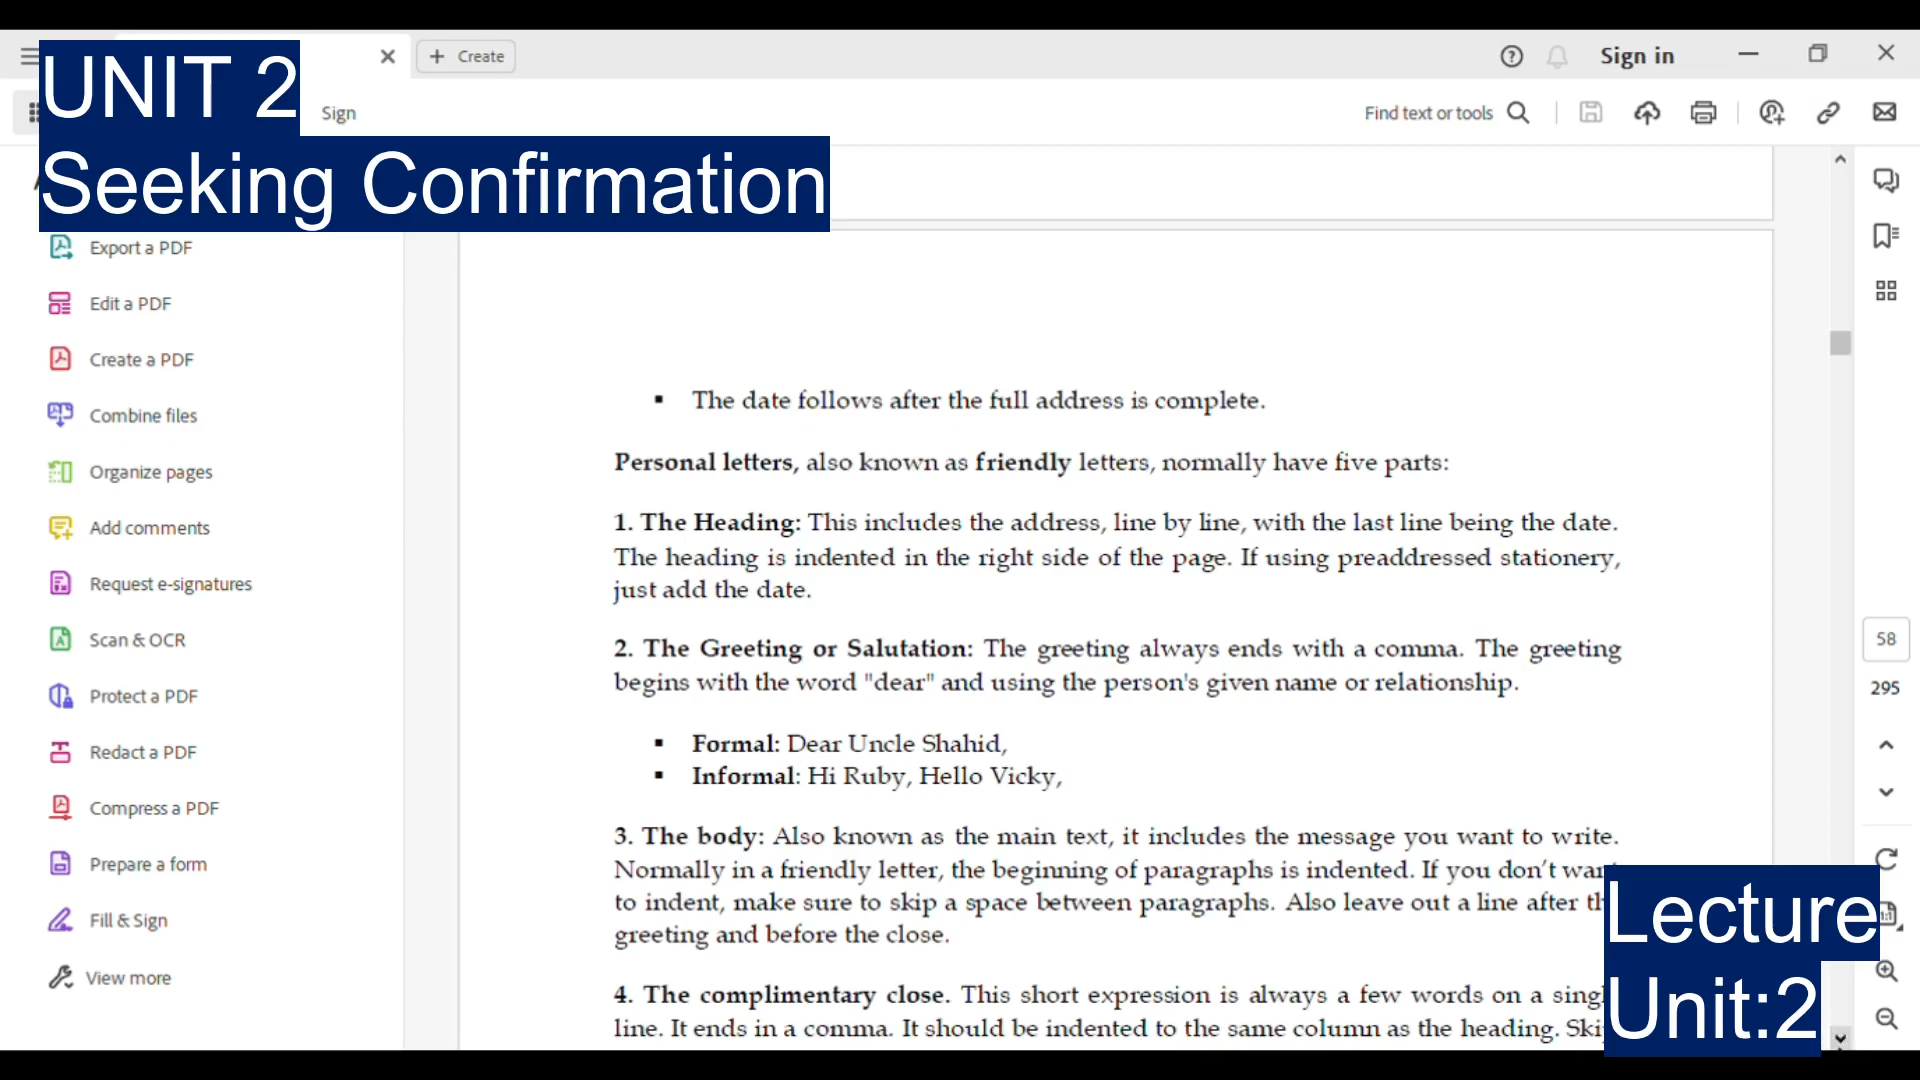 UNIT 2
Seeking Confirmation
Create
Sign in
Sign
Find text or tools
Export a PDF
Edit a PDF
Create a PDF
Combine files
Organize pages
Add comments
Request e-signatures
Scan & OCR
Protect a PDF
Redact a PDF
Compress a PDF
Prepare a form
Fill & Sign
View more
▪ The date follows after the full address is complete.
Personal letters, also known as friendly letters, normally have five parts:
1. The Heading: This includes the address, line by line, with the last line being the date.
The heading is indented in the right side of the page. If using preaddressed stationery,
just add the date.
2. The Greeting or Salutation: The greeting always ends with a comma. The greeting
begins with the word "dear" and using the person's given name or relationship.
▪ Formal: Dear Uncle Shahid,
▪ Informal: Hi Ruby, Hello Vicky,
3. The body: Also known as the main text, it includes the message you want to write.
Normally in a friendly letter, the beginning of paragraphs is indented. If you don’t
to indent, make sure to skip a space between paragraphs. Also leave out a line after
greeting and before the close.
4. The complimentary close. This short expression is always a few words on a
line. It ends in a comma. It should be indented to the same column as the heading.
58
295
Lecture
Unit:2